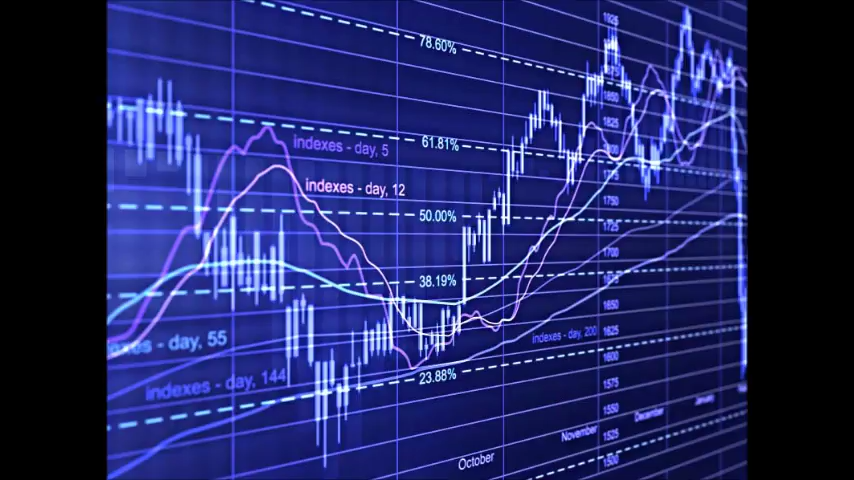 78.60%
indexes - day, 5
61.81%
indexes - day, 12
50.00%
38.19%
indexes - day, 55
indexes - day, 200
23.88%
indexes - day, 144
1925
1850
1825
1800
1775
1750
1725
1700
1675
1650
1625
1600
1575
1550
1525
1500
October
November
December
January